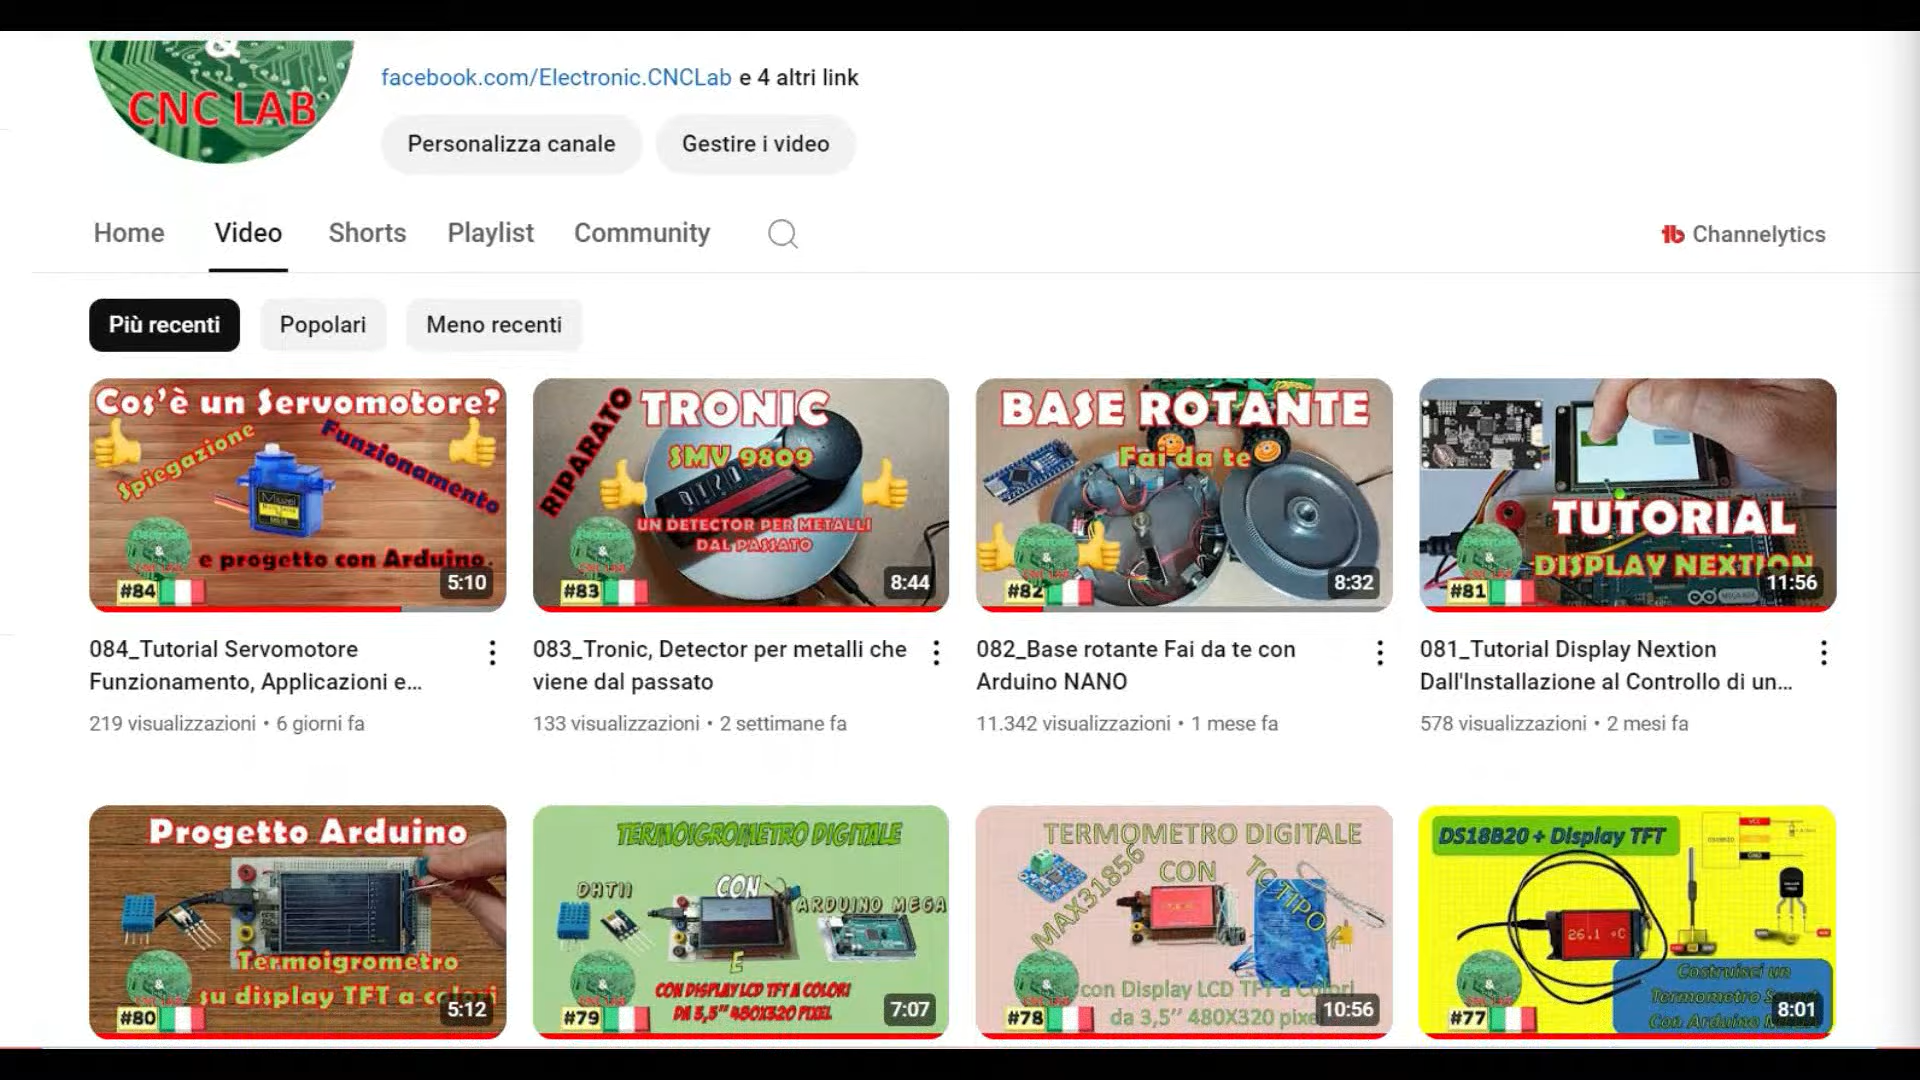 &
CNC LAB
facebook.com/Electronic.CNCLab e 4 altri link
Personalizza canale
Gestire i video
Home
Video
Shorts
Playlist
Community
Channelytics
Più recenti
Popolari
Meno recenti
Cos'è un Servomotore?
Spiegazione
Funzionamento
e progetto con Arduino.
#84
5:10
RIPARATO
TRONIC
SMV 9809
UN DETECTOR PER METALLI
DAL PASSATO
&
#83
8:44
BASE ROTANTE
Fai da te
&
#82
8:32
TUTORIAL
DISPLAY NEXTION
#81
11:56
084_Tutorial Servomotore
Funzionamento, Applicazioni e...
219 visualizzazioni • 6 giorni fa
083_Tronic, Detector per metalli che
viene dal passato
133 visualizzazioni • 2 settimane fa
082_Base rotante Fai da te con
Arduino NANO
11.342 visualizzazioni • 1 mese fa
081_Tutorial Display Nextion
Dall'Installazione al Controllo di un...
578 visualizzazioni • 2 mesi fa
Progetto Arduino
Termoigrometro
su display TFT a colori
#80
5:12
TERMOIGROMETRO DIGITALE
DHT11
CON
ARDUINO MEGA
E
CON DISPLAY LCD TFT A COLORI
DA 3,5" 480X320 PIXEL
&
#79
7:07
TERMOMETRO DIGITALE
CON
MAX31856
TC TIPO K
con Display LCD TFT a Colori
da 3,5" 480X320 pixel
&
#78
10:56
DS18B20 + Display TFT
VCC
GND
26.1 °C
Costruisci un
Termometro
Con Arduino
&
#77
8:01